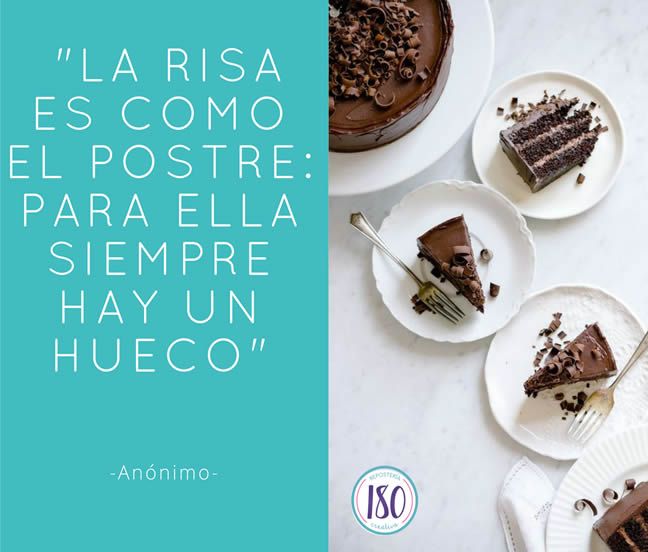 "LA RISA
ES COMO
EL POSTRE:
PARA ELLA
SIEMPRE
HAY UN
HUECO"
-Anónimo-
REPOSTERÍA
180
creativa